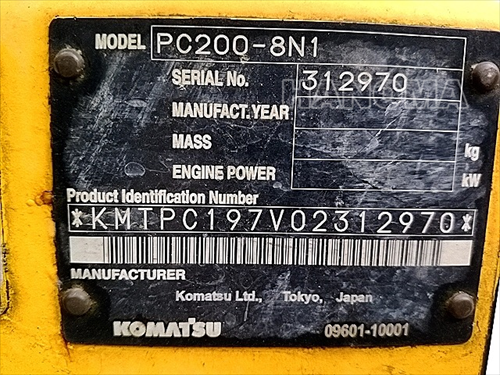 MODEL PC200-8N1
SERIAL No. 312970
HANGMA
MANUFACT. YEAR
MASS kg
ENGINE POWER kW
Product Identification Number
*KMTPC197V02312970*
MANUFACTURER
Komatsu Ltd., Tokyo, Japan
KOMATSU 09601-10001